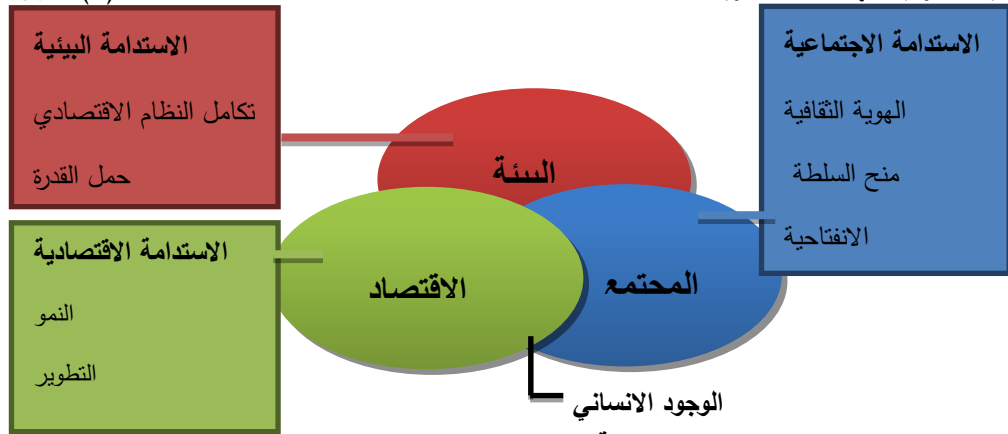 الاستدامة الاجتماعية
الهوية الثقافية
منح السلطة
الانفتاحية
الاستدامة البيئية
تكامل النظام الاقتصادي
حمل القدرة
البيئة
المجتمع
الاقتصاد
الاستدامة الاقتصادية
النمو
التطوير
الوجود الانساني